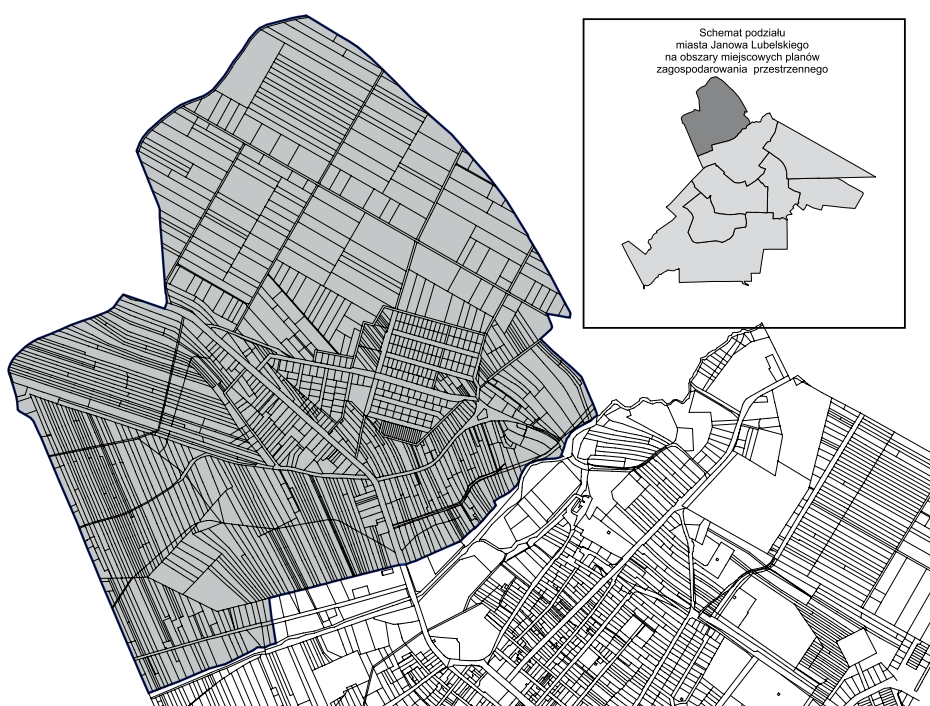 Schemat podziału
miasta Janowa Lubelskiego
na obszary miejscowych planów
zagospodarowania przestrzennego